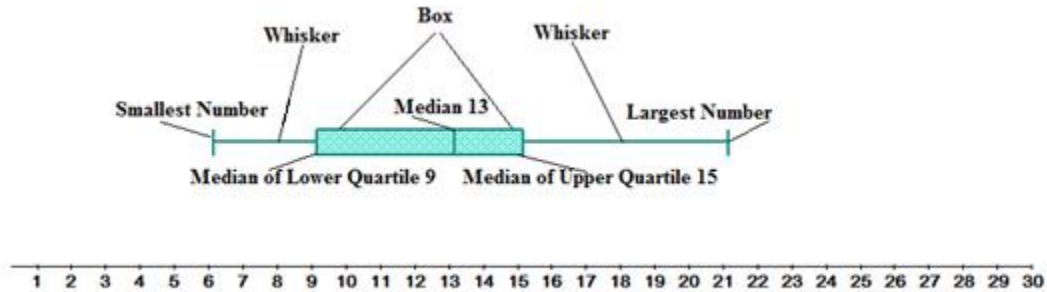 Box
Whisker
Whisker
Smallest Number
Median 13
Largest Number
Median of Lower Quartile 9
Median of Upper Quartile 15
1 2 3 4 5 6 7 8 9 10 11 12 13 14 15 16 17 18 19 20 21 22 23 24 25 26 27 28 29 30